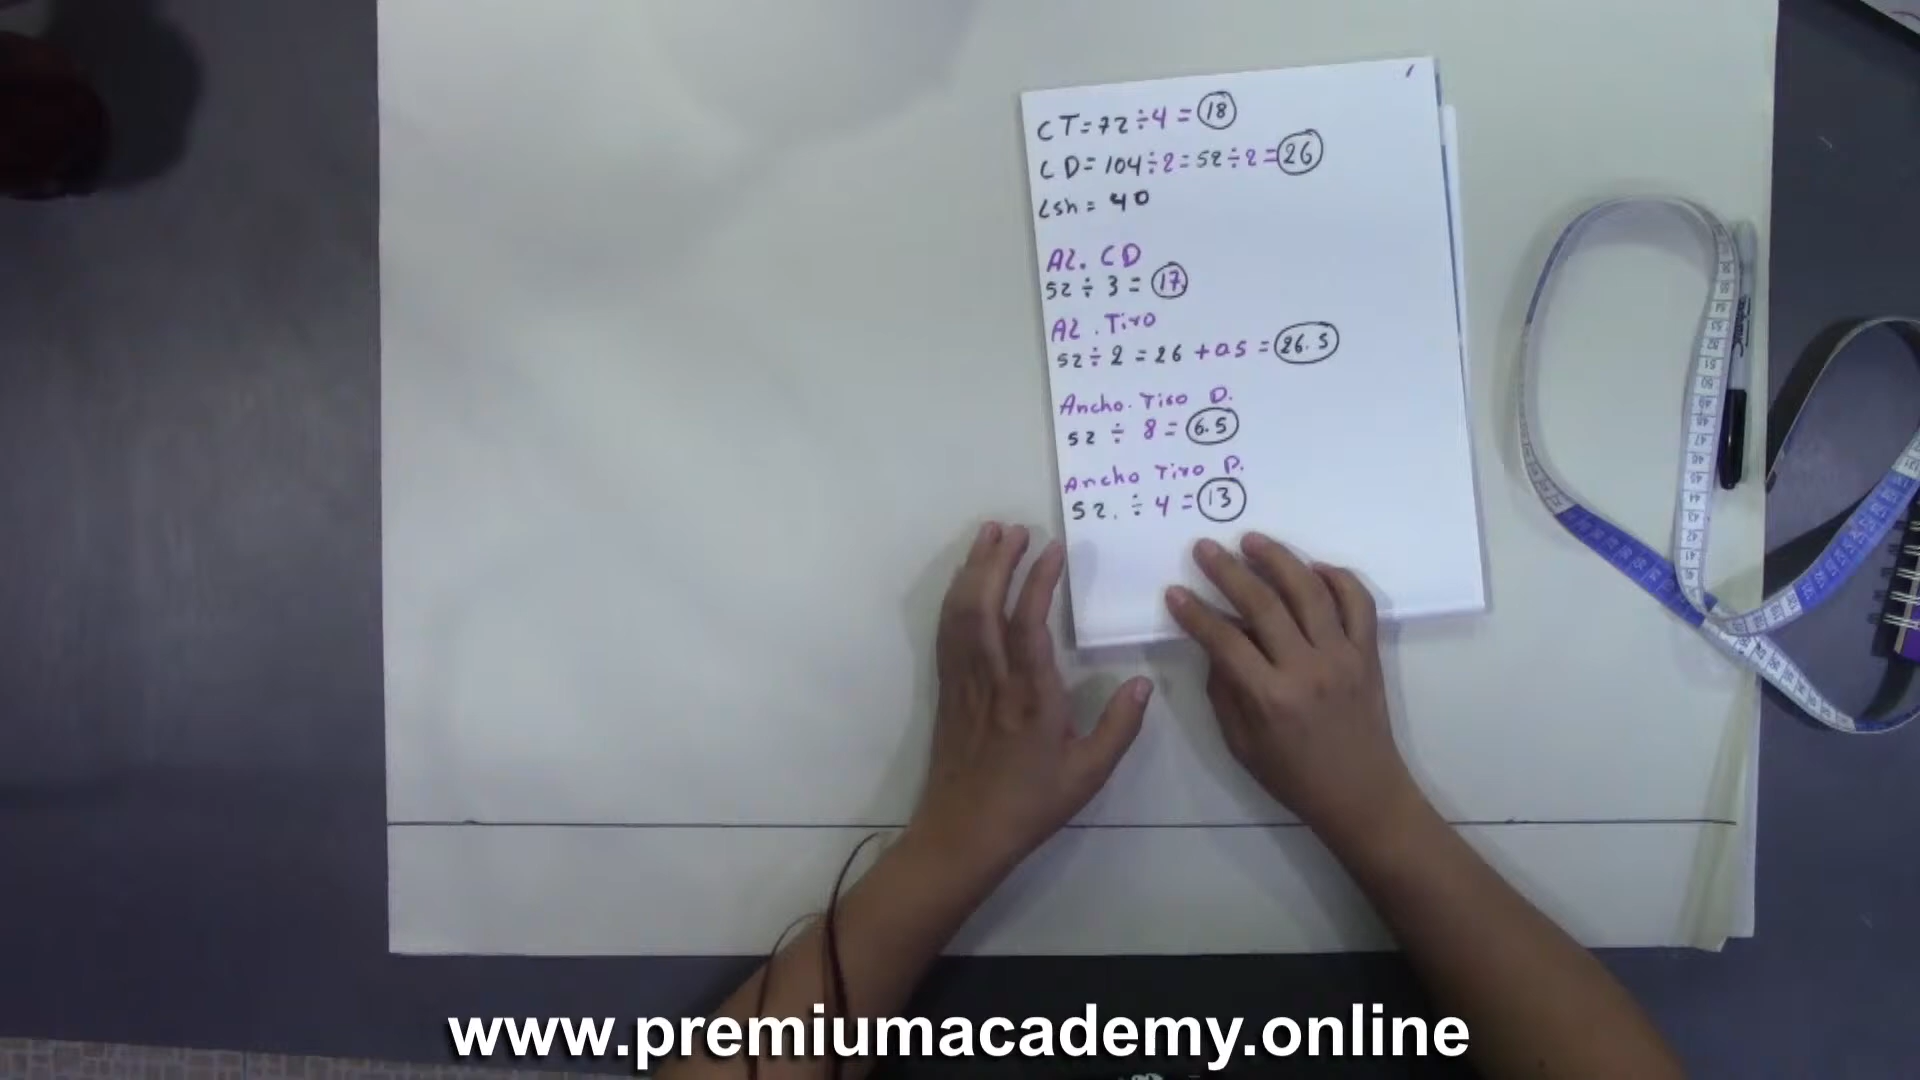 CT=72÷4=18
CD=104÷2=52÷2=26
Lsh=40
Al. CD
52÷3=17
Al. Tiro
52÷2=26+0.5=26.5
Ancho. Tiro D.
52÷8=6.5
Ancho Tiro P.
52.÷4=13
www.premiumacademy.online